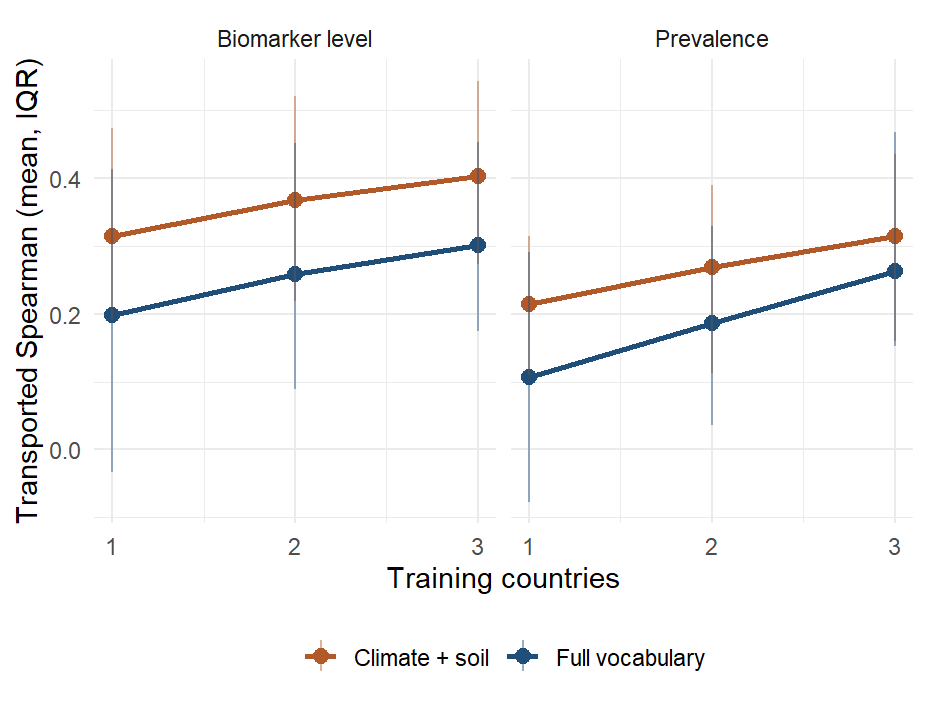 Biomarker level
Prevalence
Transported Spearman (mean, IQR)
0.4
0.2
0.0
1 2 3 1 2 3
Training countries
Climate + soil Full vocabulary